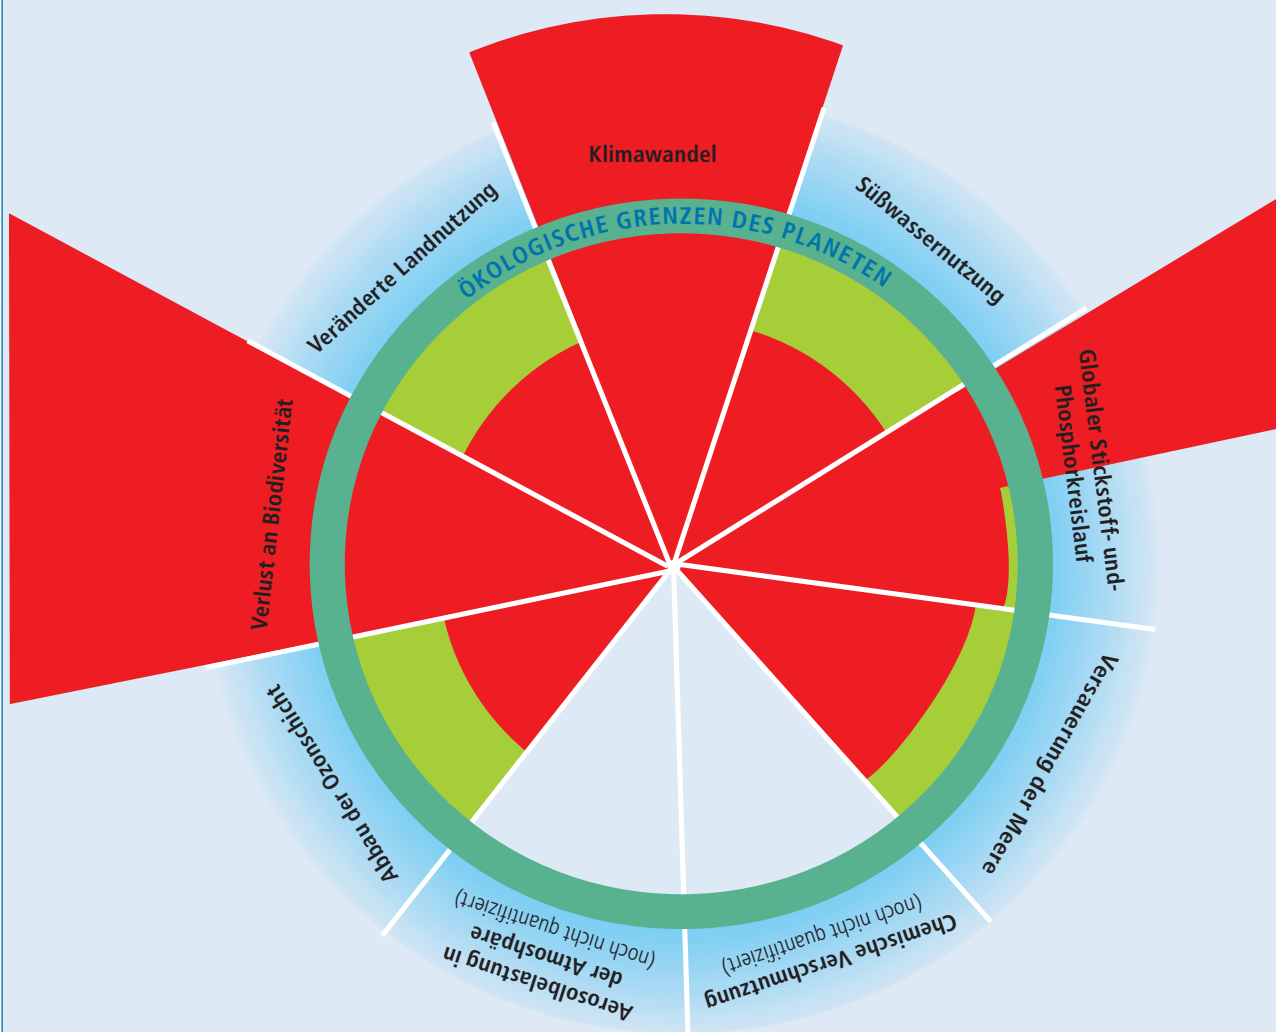 Klimawandel
ÖKOLOGISCHE GRENZEN DES PLANETEN
Süßwassernutzung
Globaler Stickstoff- und-
Phosphorkreislauf
Versauerung der Meere
Chemische Verschmutzung
(noch nicht quantifiziert)
Aerosolbelastung in
der Atmoshpäre
(noch nicht quantifiziert)
Abbau der Ozonschicht
Verlust an Biodiversität
Veränderte Landnutzung